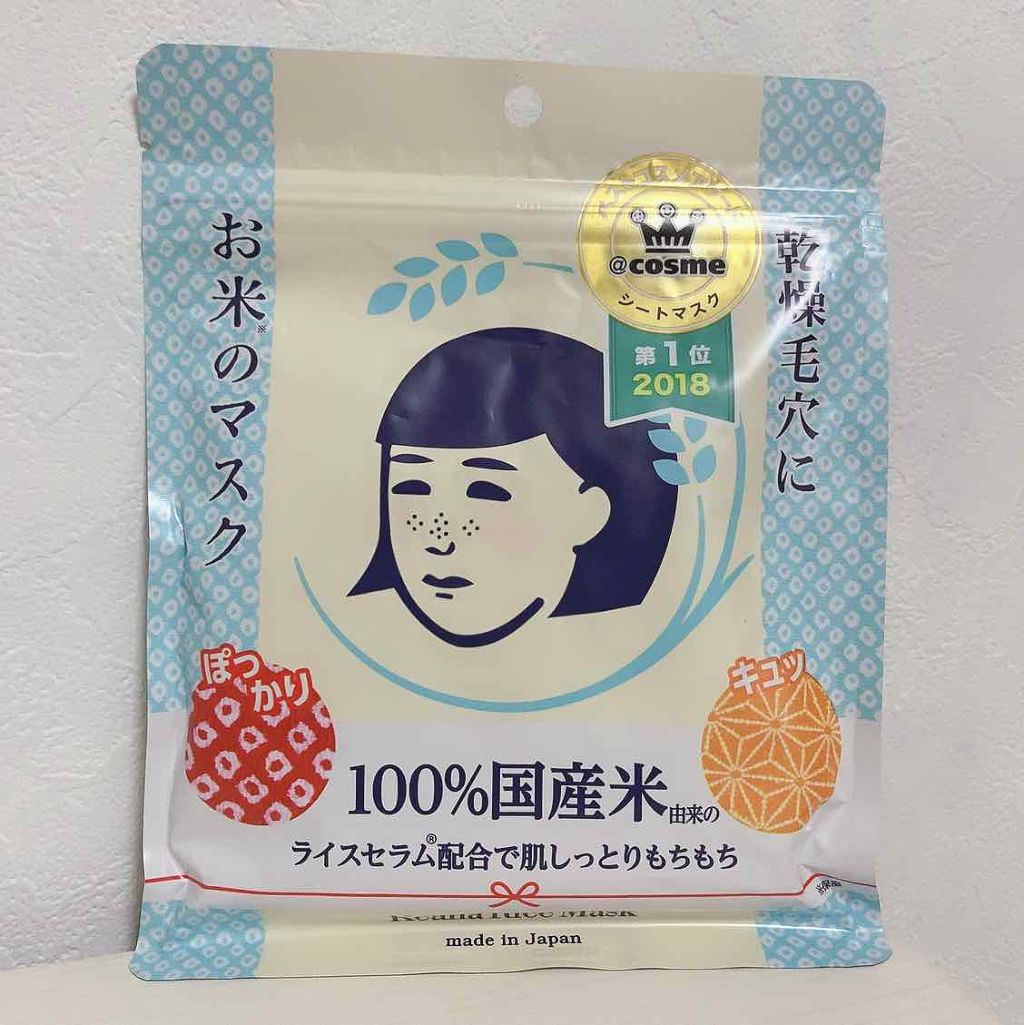 @cosme
シートマスク
第1位
2018
乾燥毛穴に
お米※のマスク
ぽっかり
キュッ
100%国産米由来の
ライスセラム®配合で肌しっとりもちもち
Keana Face Mask
made in Japan